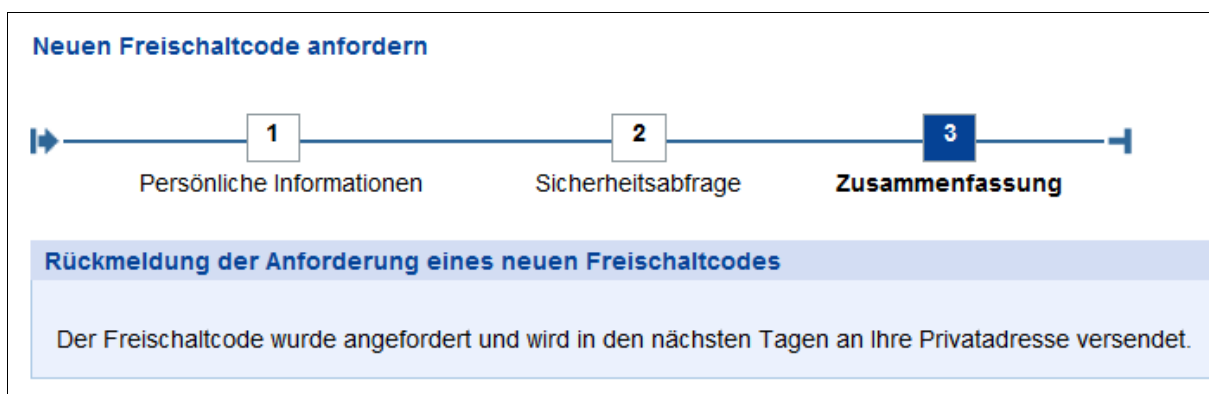 Neuen Freischaltcode anfordern
1
2
3
Persönliche Informationen
Sicherheitsabfrage
Zusammenfassung
Rückmeldung der Anforderung eines neuen Freischaltcodes
Der Freischaltcode wurde angefordert und wird in den nächsten Tagen an Ihre Privatadresse versendet.